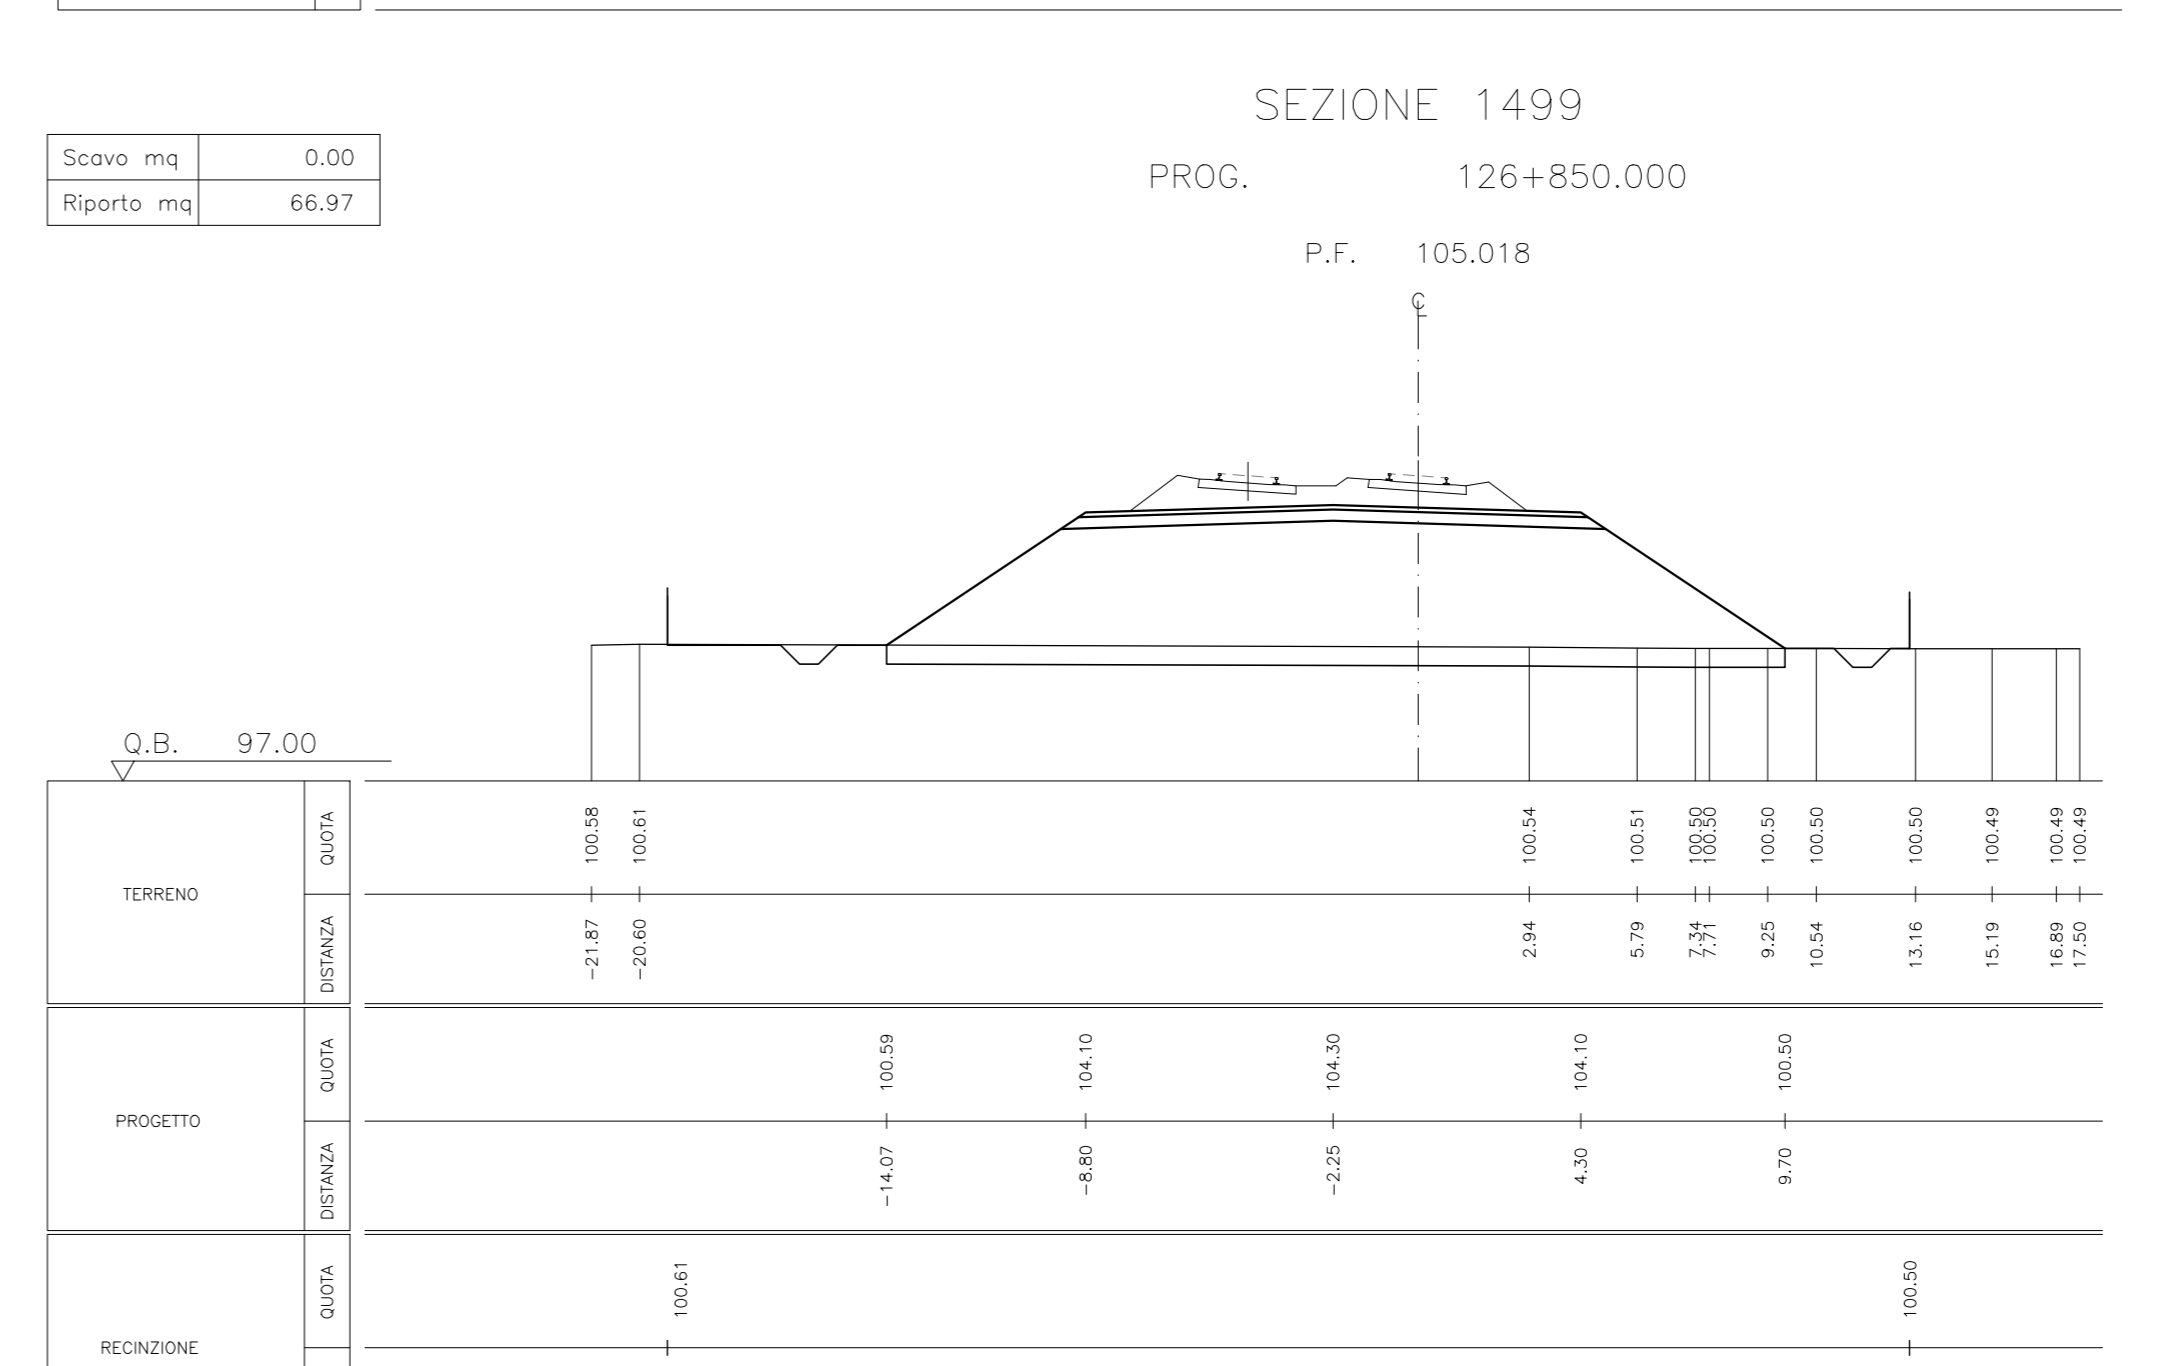 SEZIONE 1499
Scavo mq 0.00
PROG. 126+850.000
Riporto mq 66.97
P.F. 105.018
Q.B. 97.00
TERRENO
QUOTA 100.58 100.61 100.54 100.51 100.50 100.50 100.50 100.50 100.50 100.49 100.49 100.49
DISTANZA -21.87 -20.60 2.94 5.79 7.34 7.71 9.25 10.54 13.16 15.19 16.89 17.50
PROGETTO
QUOTA 100.59 104.10 104.30 104.10 100.50
DISTANZA -14.07 -8.80 -2.25 4.30 9.70
RECINZIONE
QUOTA 100.61 100.50